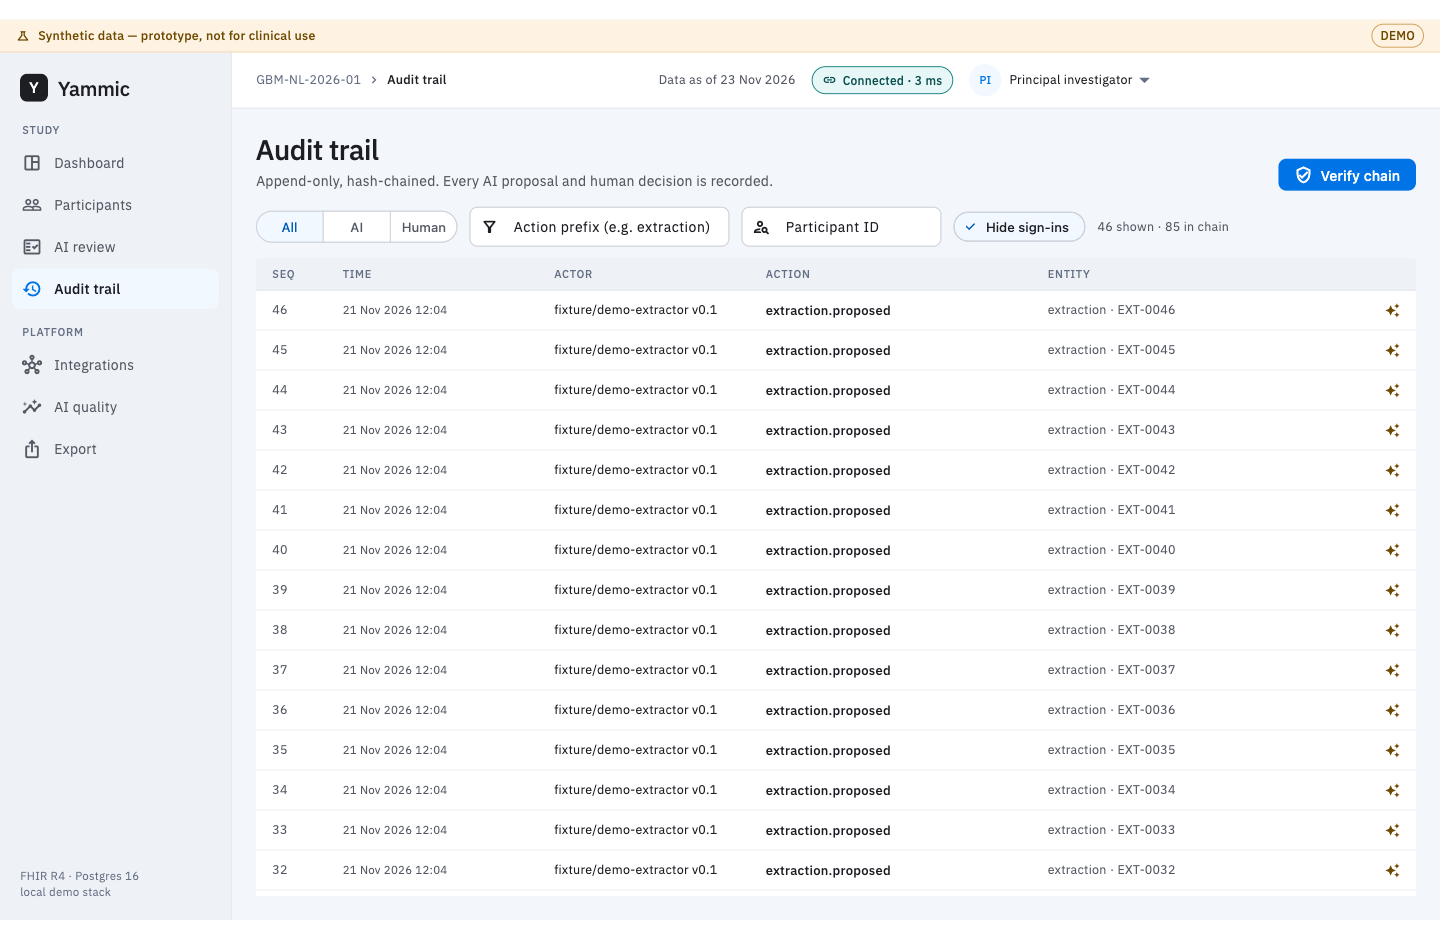 Synthetic data — prototype, not for clinical use
DEMO
Y Yammic
GBM-NL-2026-01 > Audit trail
Data as of 23 Nov 2026
Connected · 3 ms
PI Principal investigator
STUDY
Dashboard
Participants
AI review
Audit trail
PLATFORM
Integrations
AI quality
Export
FHIR R4 · Postgres 16
local demo stack
Audit trail
Append-only, hash-chained. Every AI proposal and human decision is recorded.
Verify chain
All AI Human
Action prefix (e.g. extraction)
Participant ID
Hide sign-ins
46 shown · 85 in chain
SEQ TIME ACTOR ACTION ENTITY
46 21 Nov 2026 12:04 fixture/demo-extractor v0.1 extraction.proposed extraction · EXT-0046
45 21 Nov 2026 12:04 fixture/demo-extractor v0.1 extraction.proposed extraction · EXT-0045
44 21 Nov 2026 12:04 fixture/demo-extractor v0.1 extraction.proposed extraction · EXT-0044
43 21 Nov 2026 12:04 fixture/demo-extractor v0.1 extraction.proposed extraction · EXT-0043
42 21 Nov 2026 12:04 fixture/demo-extractor v0.1 extraction.proposed extraction · EXT-0042
41 21 Nov 2026 12:04 fixture/demo-extractor v0.1 extraction.proposed extraction · EXT-0041
40 21 Nov 2026 12:04 fixture/demo-extractor v0.1 extraction.proposed extraction · EXT-0040
39 21 Nov 2026 12:04 fixture/demo-extractor v0.1 extraction.proposed extraction · EXT-0039
38 21 Nov 2026 12:04 fixture/demo-extractor v0.1 extraction.proposed extraction · EXT-0038
37 21 Nov 2026 12:04 fixture/demo-extractor v0.1 extraction.proposed extraction · EXT-0037
36 21 Nov 2026 12:04 fixture/demo-extractor v0.1 extraction.proposed extraction · EXT-0036
35 21 Nov 2026 12:04 fixture/demo-extractor v0.1 extraction.proposed extraction · EXT-0035
34 21 Nov 2026 12:04 fixture/demo-extractor v0.1 extraction.proposed extraction · EXT-0034
33 21 Nov 2026 12:04 fixture/demo-extractor v0.1 extraction.proposed extraction · EXT-0033
32 21 Nov 2026 12:04 fixture/demo-extractor v0.1 extraction.proposed extraction · EXT-0032